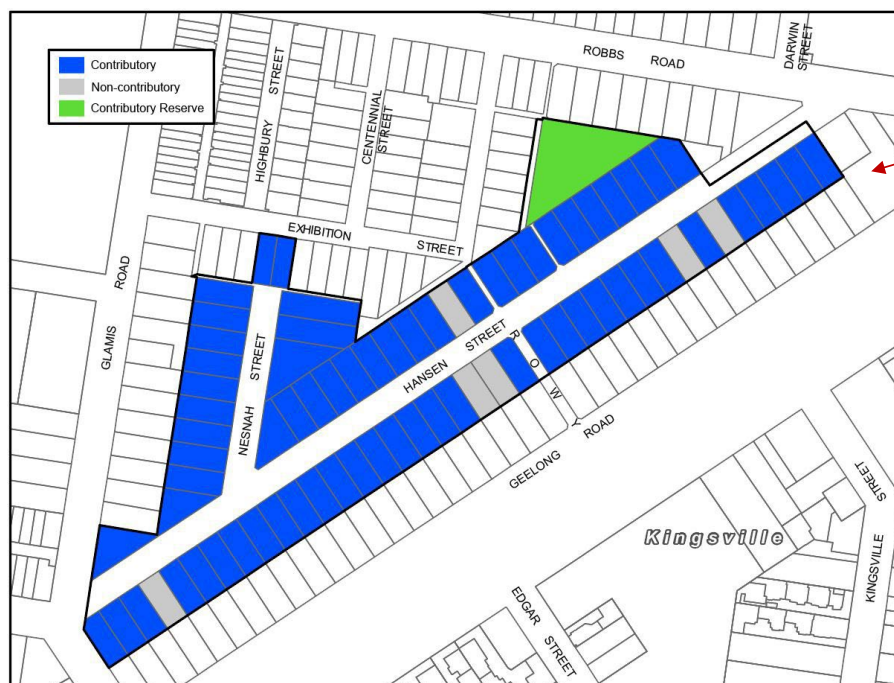 Contributory
Non-contributory
Contributory Reserve
HIGHBURY STREET
CENTENNIAL STREET
ROBBS ROAD
DARWIN STREET
EXHIBITION STREET
GLAMIS ROAD
NESNAH STREET
HANSEN STREET
ROW Y
GEELONG ROAD
Kingsville
EDGAR STREET
KINGSVILLE STREET